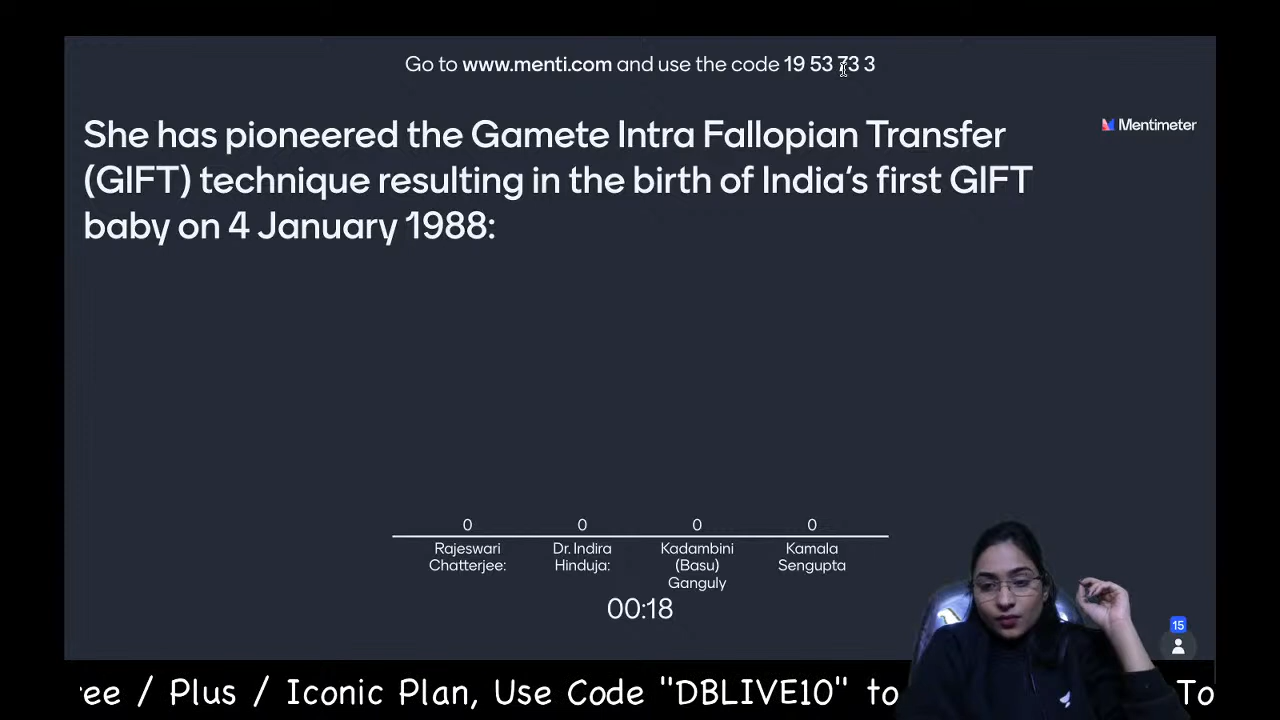 Go to www.menti.com and use the code 19 53 73 3
She has pioneered the Gamete Intra Fallopian Transfer
(GIFT) technique resulting in the birth of India’s first GIFT
baby on 4 January 1988:
Mentimeter
0 0 0 0
Rajeswari Chatterjee:
Dr. Indira Hinduja:
Kadambini (Basu) Ganguly
Kamala Sengupta
00:18
15
/ Plus / Iconic Plan, Use Code "DBLIVE10" to
To